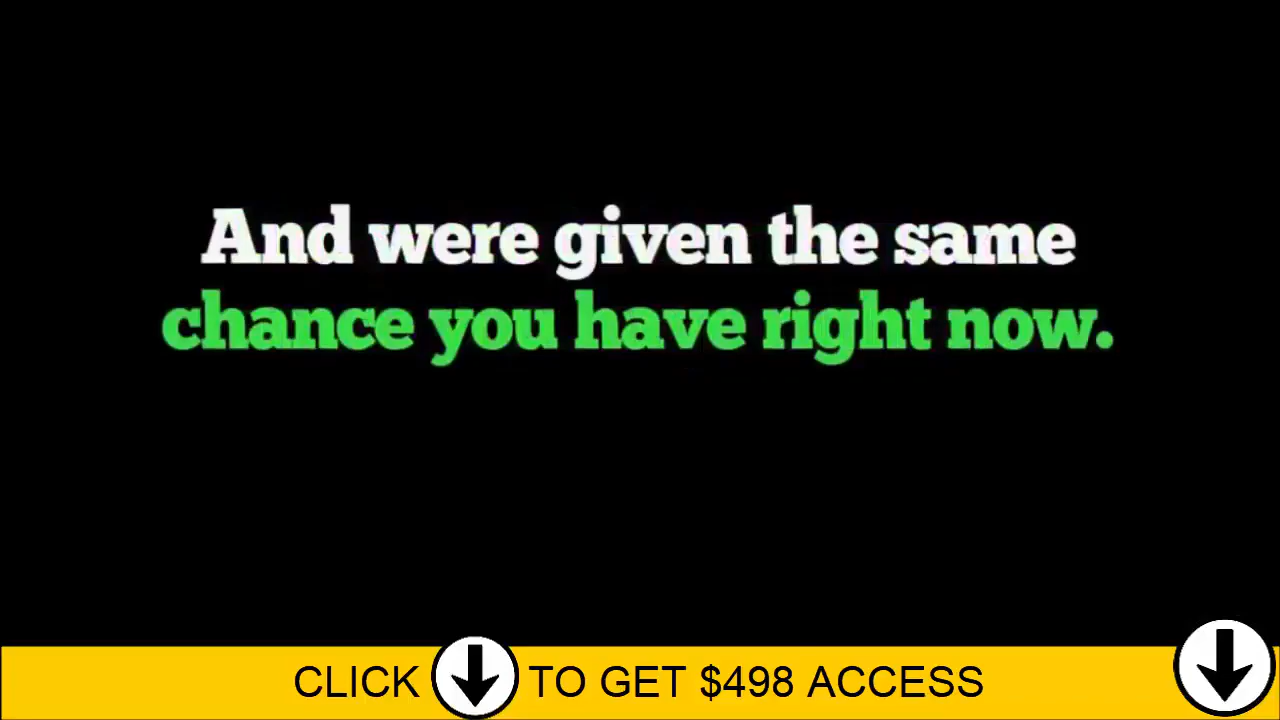 And were given the same
chance you have right now.
CLICK TO GET $498 ACCESS